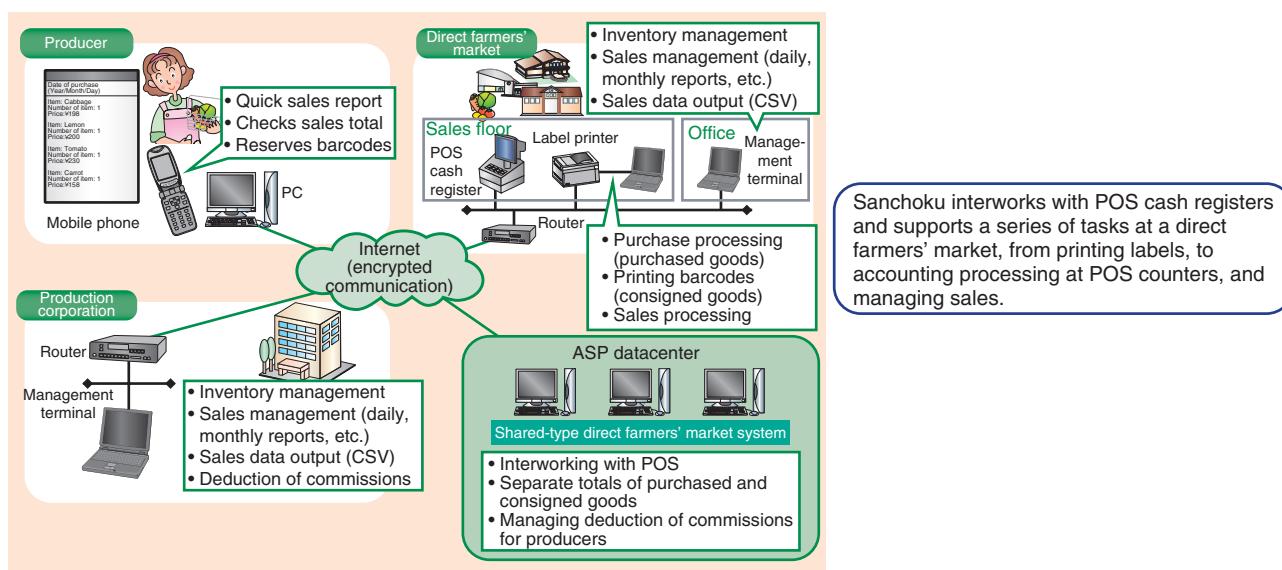 Producer
Date of purchase
(Year/Month/Day)
Item: Cabbage
Number of item: 1
Price:¥198
Item: Lemon
Number of item: 1
Price:¥200
Item: Tomato
Number of item: 1
Price:¥230
Item: Carrot
Number of item: 1
Price:¥158
Mobile phone
• Quick sales report
• Checks sales total
• Reserves barcodes
PC
Direct farmers'
market
• Inventory management
• Sales management (daily,
monthly reports, etc.)
• Sales data output (CSV)
Sales floor
POS
cash
register
Label printer
Office
Manage-
ment
terminal
Router
• Purchase processing
(purchased goods)
• Printing barcodes
(consigned goods)
• Sales processing
Internet
(encrypted
communication)
Production
corporation
Router
Management
terminal
• Inventory management
• Sales management (daily,
monthly reports, etc.)
• Sales data output (CSV)
• Deduction of commissions
ASP datacenter
Shared-type direct farmers' market system
• Interworking with POS
• Separate totals of purchased and
consigned goods
• Managing deduction of commissions
for producers
Sanchoku interworks with POS cash registers
and supports a series of tasks at a direct
farmers' market, from printing labels, to
accounting processing at POS counters, and
managing sales.